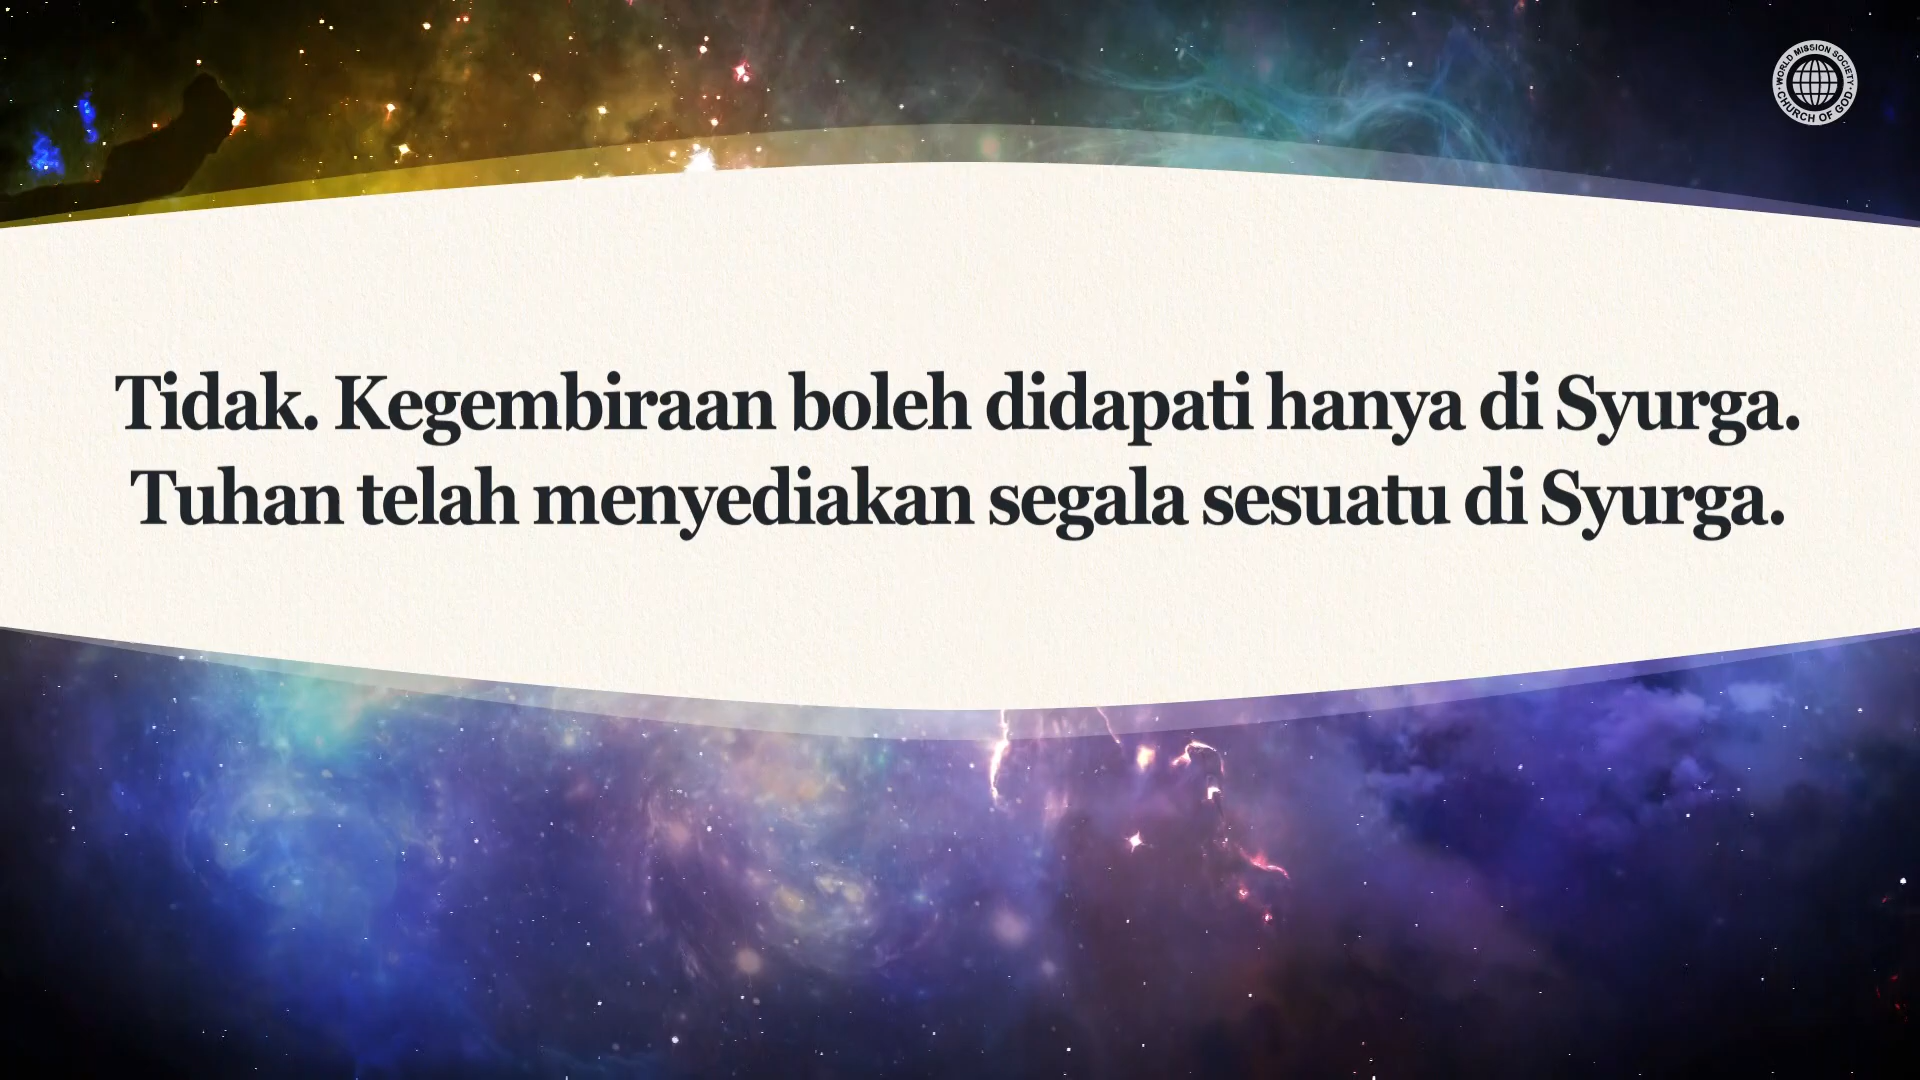 WORLD MISSION SOCIETY
CHURCH OF GOD
Tidak. Kegembiraan boleh didapati hanya di Syurga.
Tuhan telah menyediakan segala sesuatu di Syurga.